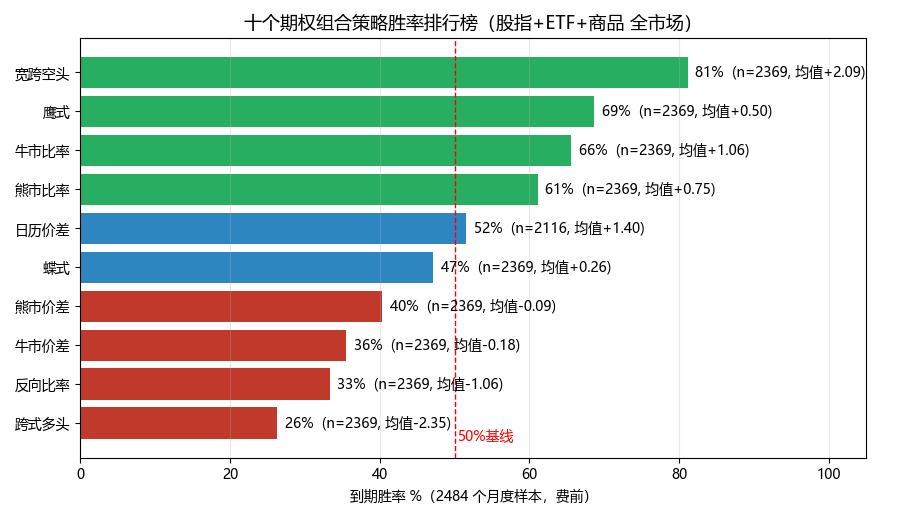 十个期权组合策略胜率排行榜（股指+ETF+商品 全市场）
宽跨空头 81% (n=2369, 均值+2.09)
鹰式 69% (n=2369, 均值+0.50)
牛市比率 66% (n=2369, 均值+1.06)
熊市比率 61% (n=2369, 均值+0.75)
日历价差 52% (n=2116, 均值+1.40)
蝶式 47% (n=2369, 均值+0.26)
熊市价差 40% (n=2369, 均值-0.09)
牛市价差 36% (n=2369, 均值-0.18)
反向比率 33% (n=2369, 均值-1.06)
跨式多头 26% (n=2369, 均值-2.35)
50%基线
0 20 40 60 80 100
到期胜率 %（2484 个月度样本，费前）